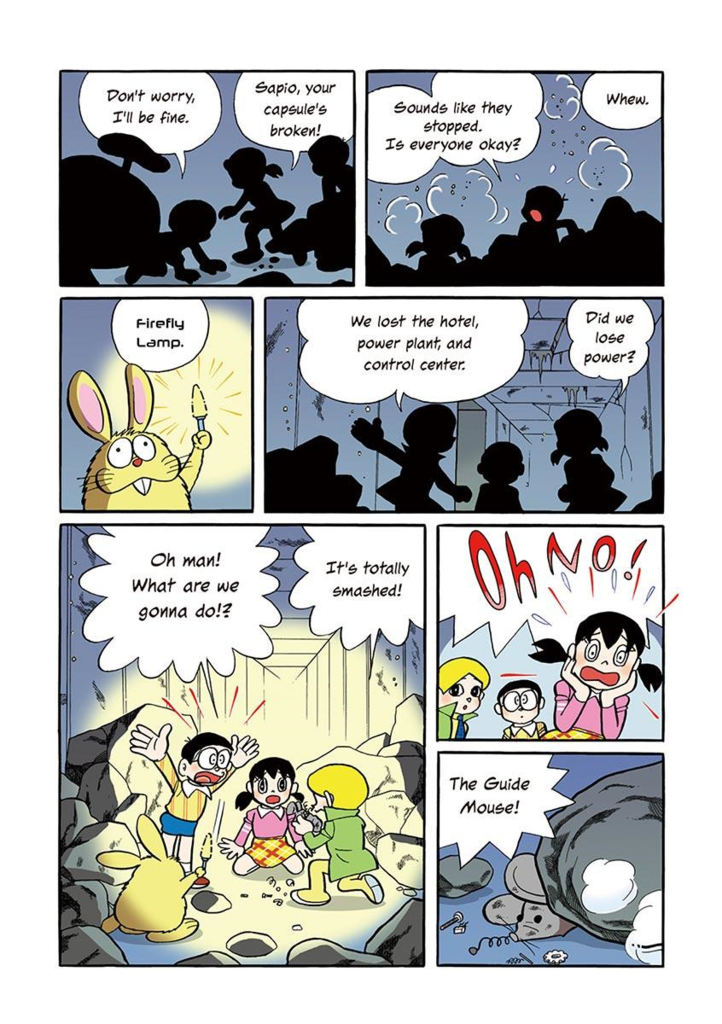 Whew.
Sounds like they
stopped.
Is everyone okay?
Sapio, your
capsule's
broken!
Don't worry,
I'll be fine.
Did we
lose
power?
We lost the hotel,
power plant, and
control center.
Firefly
Lamp.
Oh No!
The Guide
Mouse!
It's totally
smashed!
Oh man!
What are we
gonna do!?